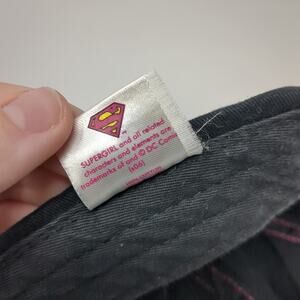 SUPERGIRL and all related
characters and elements are
trademarks of and © DC Comi
(s06)